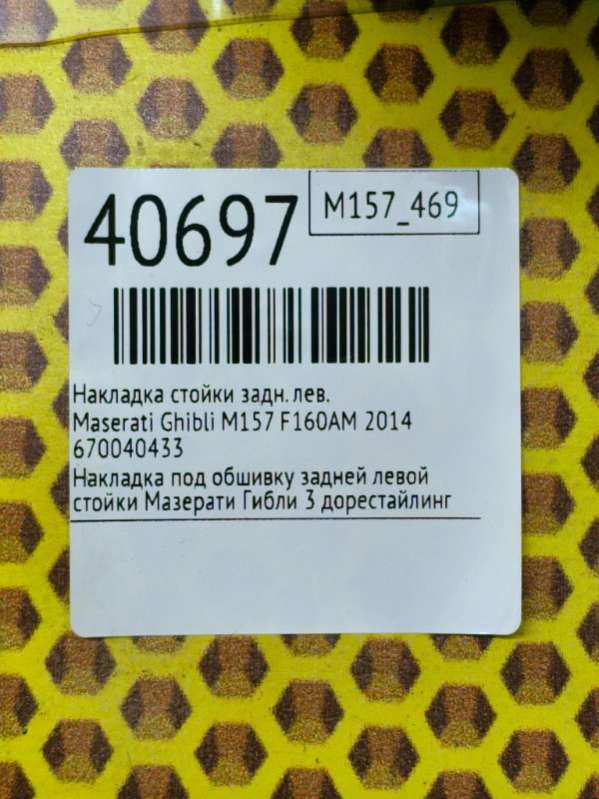 40697
M157_469
Накладка стойки задн. лев.
Maserati Ghibli M157 F160AM 2014
670040433
Накладка под обшивку задней левой
стойки Мазерати Гибли 3 дорестайлинг